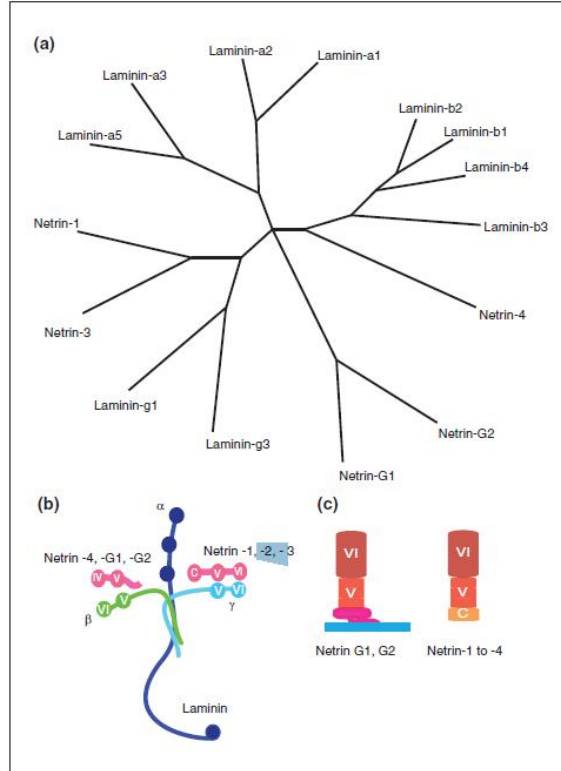 (a)
Laminin-a2
Laminin-a1
Laminin-a3
Laminin-b2
Laminin-b1
Laminin-a5
Laminin-b4
Netrin-1
Laminin-b3
Netrin-3
Netrin-4
Laminin-g1
Netrin-G2
Laminin-g3
Netrin-G1
(b)
α
Netrin -4, -G1, -G2
Netrin -1, -2, - 3
IV V
C V VI
VI V
V VI
β
γ
Laminin
(c)
VI VI
V V
C
Netrin G1, G2 Netrin-1 to -4